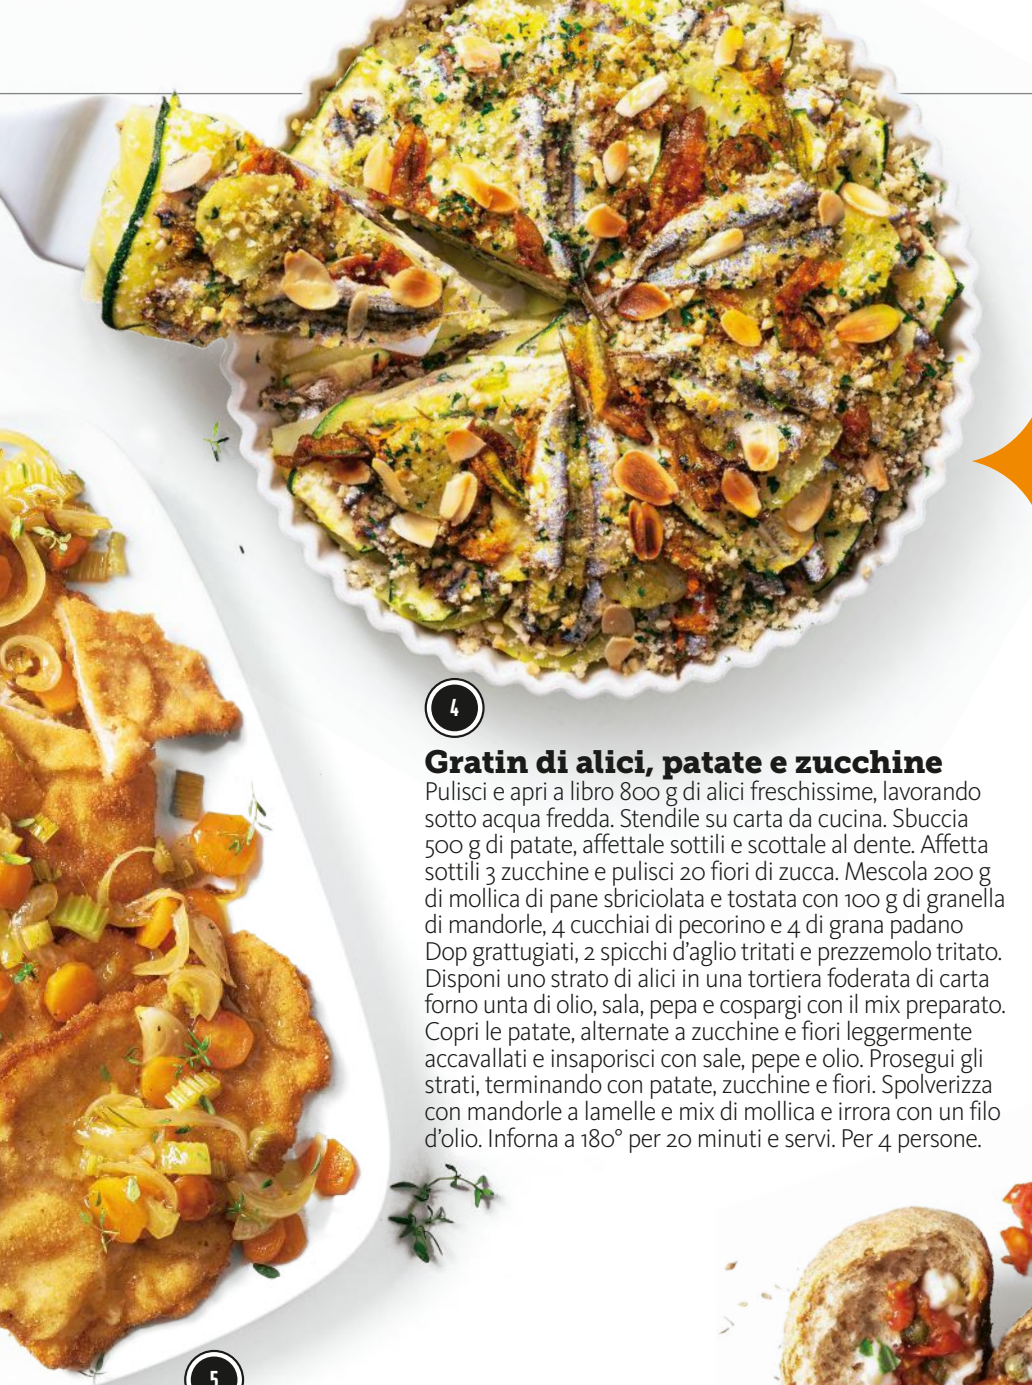 4
Gratin di alici, patate e zucchine
Pulisci e apri a libro 800 g di alici freschissime, lavorando
sotto acqua fredda. Stendile su carta da cucina. Sbuccia
500 g di patate, affettale sottili e scottale al dente. Affetta
sottili 3 zucchine e pulisci 20 fiori di zucca. Mescola 200 g
di mollica di pane sbriciolata e tostata con 100 g di granella
di mandorle, 4 cucchiai di pecorino e 4 di grana padano
Dop grattugiati, 2 spicchi d'aglio tritati e prezzemolo tritato.
Disponi uno strato di alici in una tortiera foderata di carta
forno unta di olio, sala, pepa e cospargi con il mix preparato.
Copri le patate, alternate a zucchine e fiori leggermente
accavallati e insaporisci con sale, pepe e olio. Prosegui gli
strati, terminando con patate, zucchine e fiori. Spolverizza
con mandorle a lamelle e mix di mollica e irrora con un filo
d'olio. Inforna a 180° per 20 minuti e servi. Per 4 persone.
5